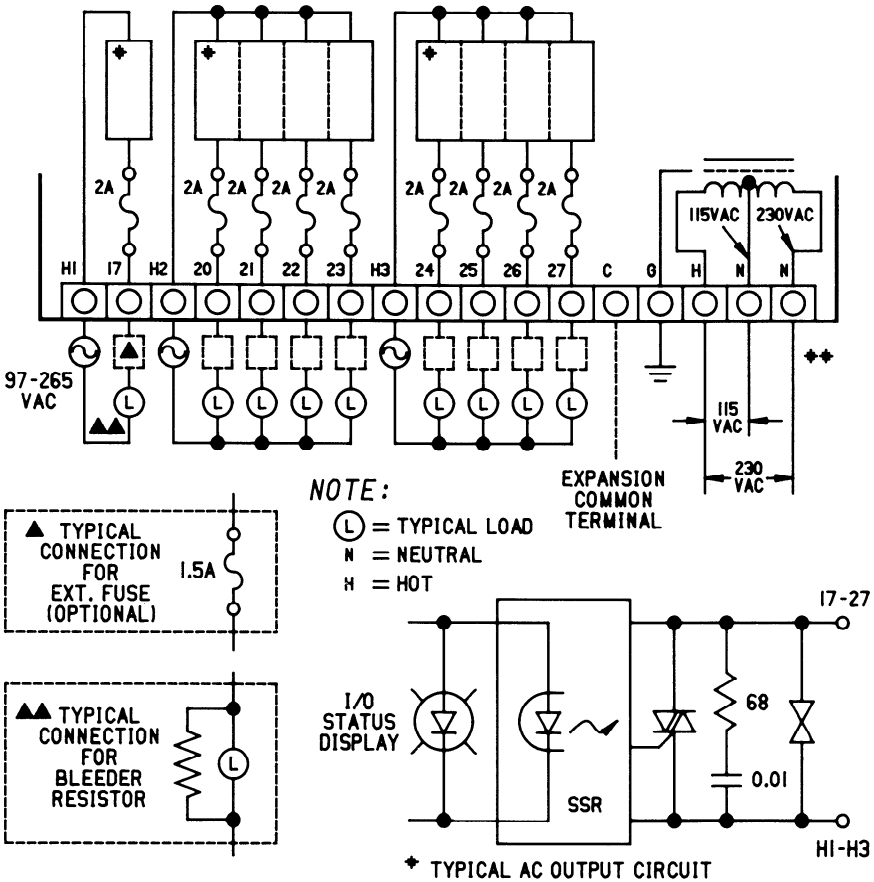 2A 2A 2A 2A 2A 2A 2A 2A 2A
115VAC 230VAC
H1 17 H2 20 21 22 23 H3 24 25 26 27 C G H N N
97-265
VAC
L L L L L L L L L
115
VAC
230
VAC
EXPANSION
COMMON
TERMINAL
NOTE:
L = TYPICAL LOAD
N = NEUTRAL
H = HOT
TYPICAL
CONNECTION
FOR
EXT. FUSE
(OPTIONAL)
1.5A
TYPICAL
CONNECTION
FOR
BLEEDER
RESISTOR
L
I/O
STATUS
DISPLAY
SSR
68
0.01
17-27
H1-H3
TYPICAL AC OUTPUT CIRCUIT